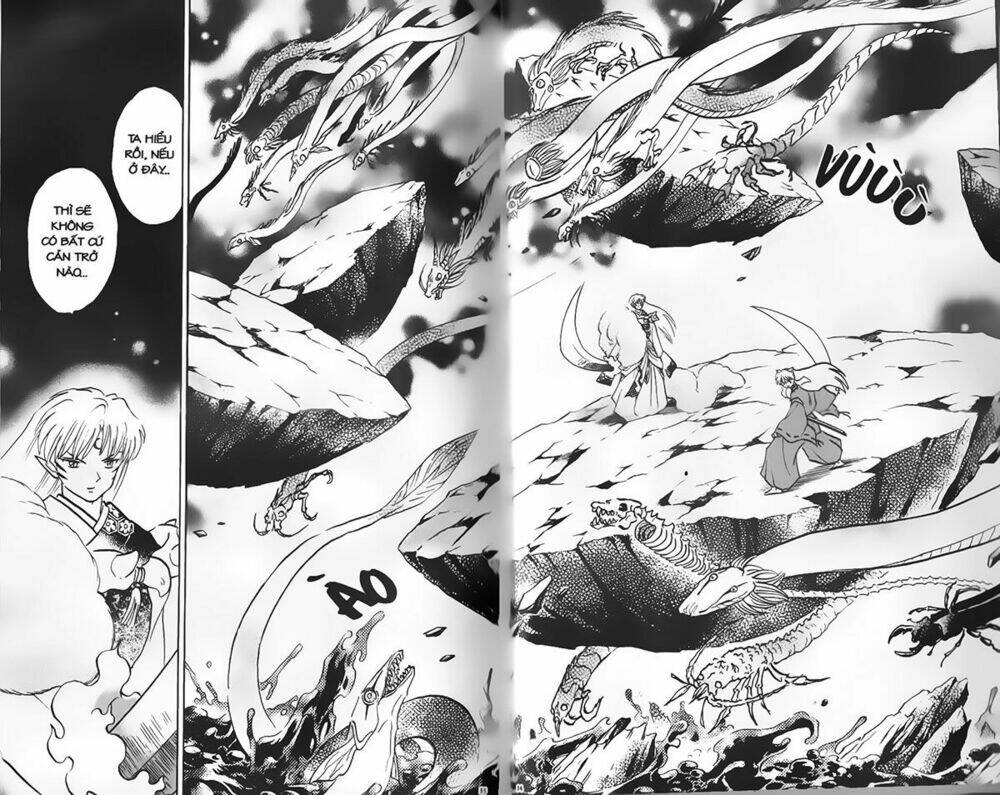 TA HIỂU
RỒI, NẾU
Ở ĐÂY...
THÌ SẼ
KHÔNG
CÓ BẤT CỨ
CẢN TRỞ
NÀO...
VÙÙÙ
ÀO